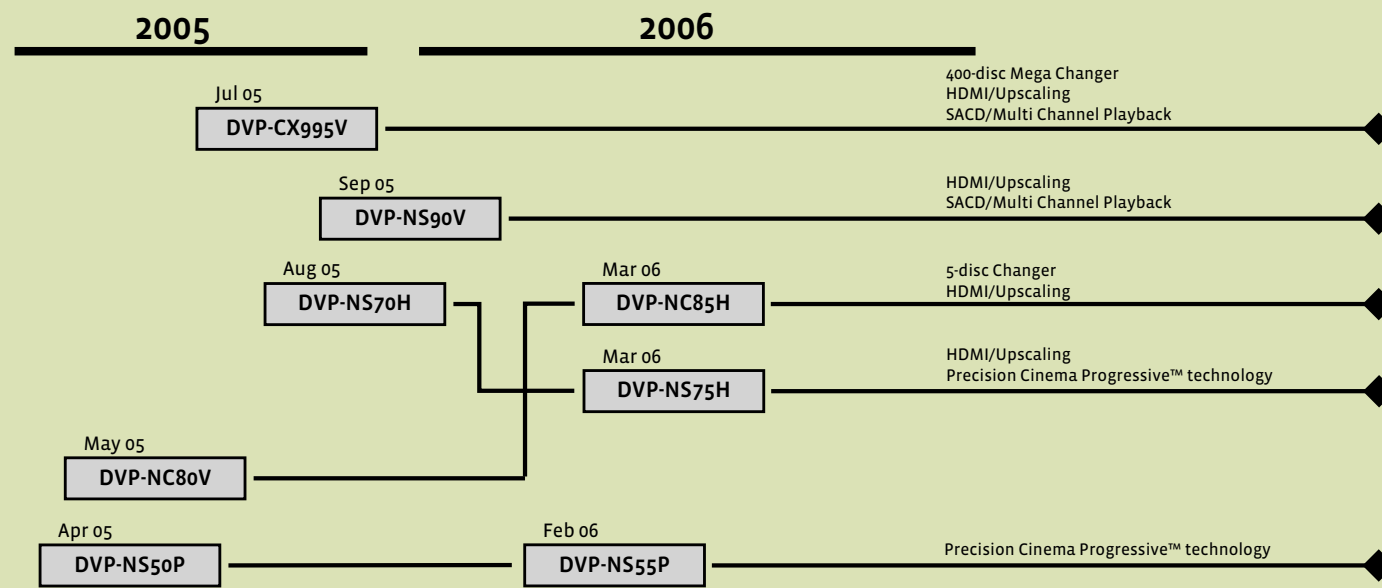 2005
2006
Jul 05
DVP-CX995V
400-disc Mega Changer
HDMI/Upscaling
SACD/Multi Channel Playback
Sep 05
DVP-NS90V
HDMI/Upscaling
SACD/Multi Channel Playback
Aug 05
DVP-NS70H
Mar 06
DVP-NC85H
5-disc Changer
HDMI/Upscaling
Mar 06
DVP-NS75H
HDMI/Upscaling
Precision Cinema Progressive™ technology
May 05
DVP-NC80V
Apr 05
DVP-NS50P
Feb 06
DVP-NS55P
Precision Cinema Progressive™ technology